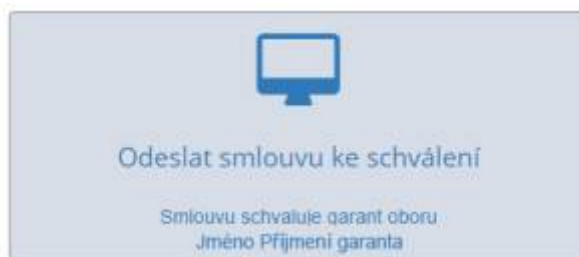 Odeslat smlouvu ke schválení
Smlouvu schvaluje garant oboru
Jméno Příjmení garanta